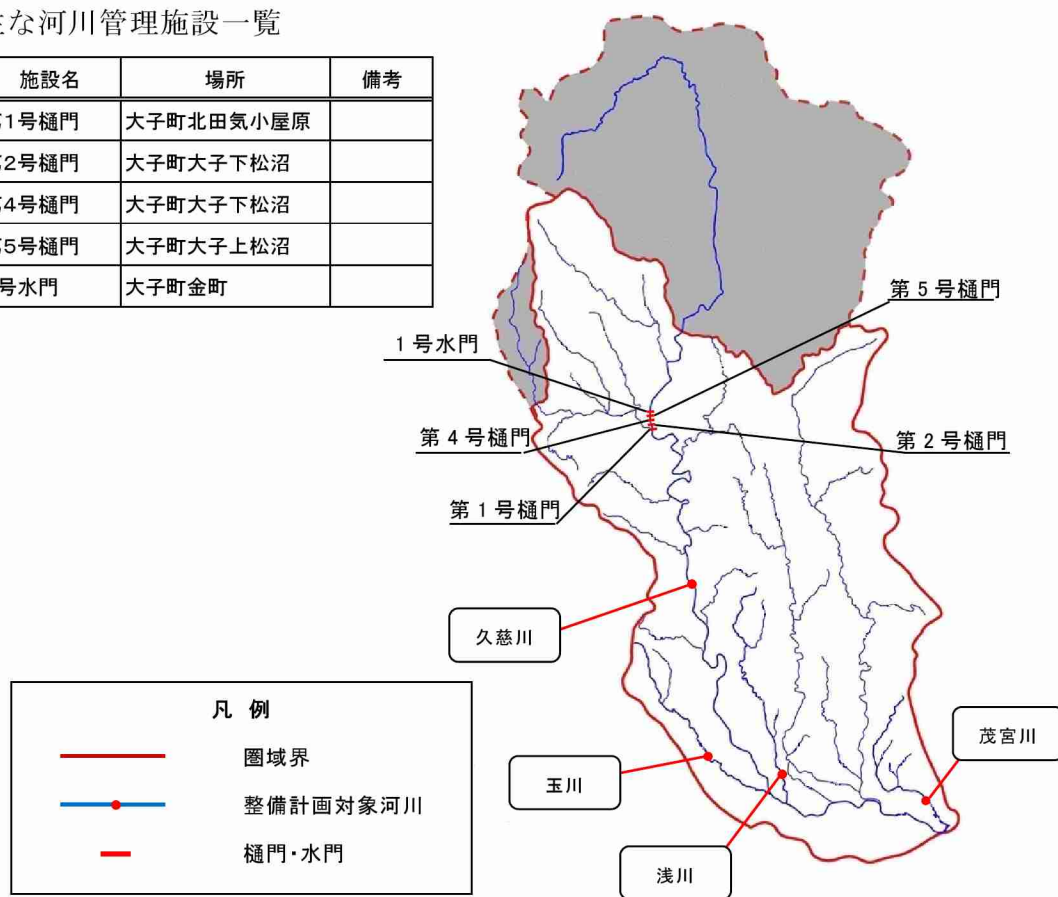 な河川管理施設一覧
施設名 場所 備考
1号樋門 大子町北田気小屋原
2号樋門 大子町大子下松沼
4号樋門 大子町大子下松沼
5号樋門 大子町大子上松沼
号水門 大子町金町
第5号樋門
1号水門
第4号樋門
第2号樋門
第1号樋門
久慈川
茂宮川
玉川
浅川
凡 例
圏域界
整備計画対象河川
樋門・水門